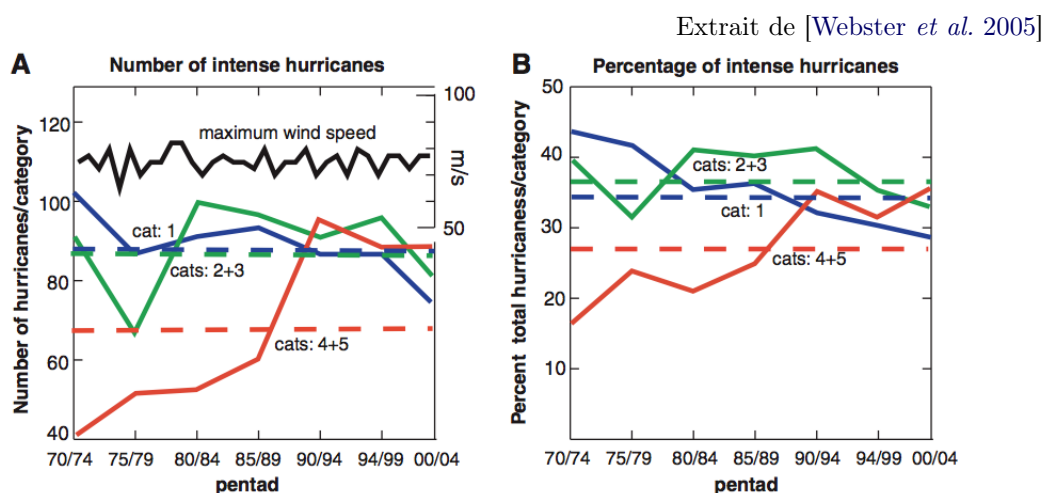 Extrait de [Webster et al. 2005]
A
Number of intense hurricanes
Number of hurricanes/category
120
100
80
60
40
100
50
m/s
maximum wind speed
cat: 1
cats: 2+3
cats: 4+5
70/74 75/79 80/84 85/89 90/94 94/99 00/04
pentad
B
Percentage of intense hurricanes
Percent total hurricaness/category
50
40
30
20
10
cats: 2+3
cat: 1
cats: 4+5
70/74 75/79 80/84 85/89 90/94 94/99 00/04
pentad